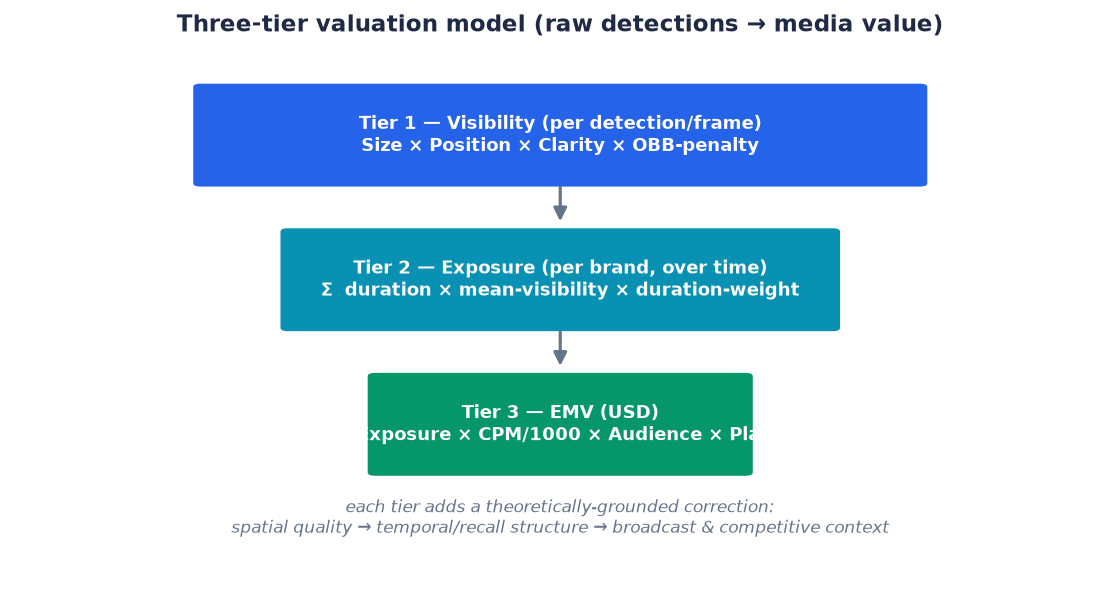 Three-tier valuation model (raw detections → media value)
Tier 1 — Visibility (per detection/frame)
Size × Position × Clarity × OBB-penalty
Tier 2 — Exposure (per brand, over time)
Σ duration × mean-visibility × duration-weight
Tier 3 — EMV (USD)
xposure × CPM/1000 × Audience × Pla
each tier adds a theoretically-grounded correction:
spatial quality → temporal/recall structure → broadcast & competitive context